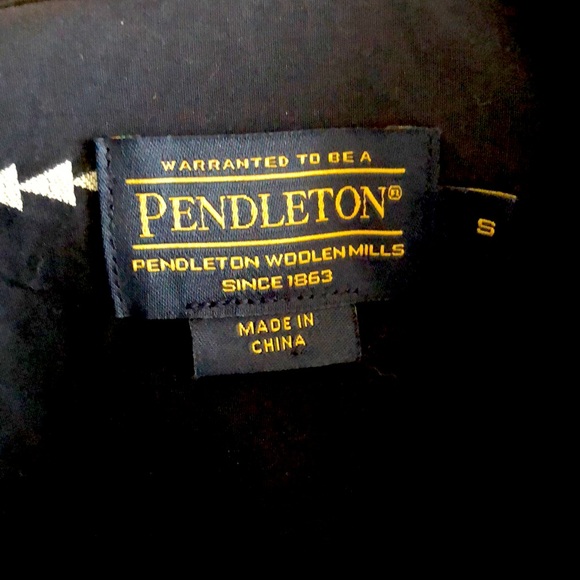 WARRANTED TO BE A
PENDLETON®
PENDLETON WOOLEN MILLS
SINCE 1863
S
MADE IN
CHINA